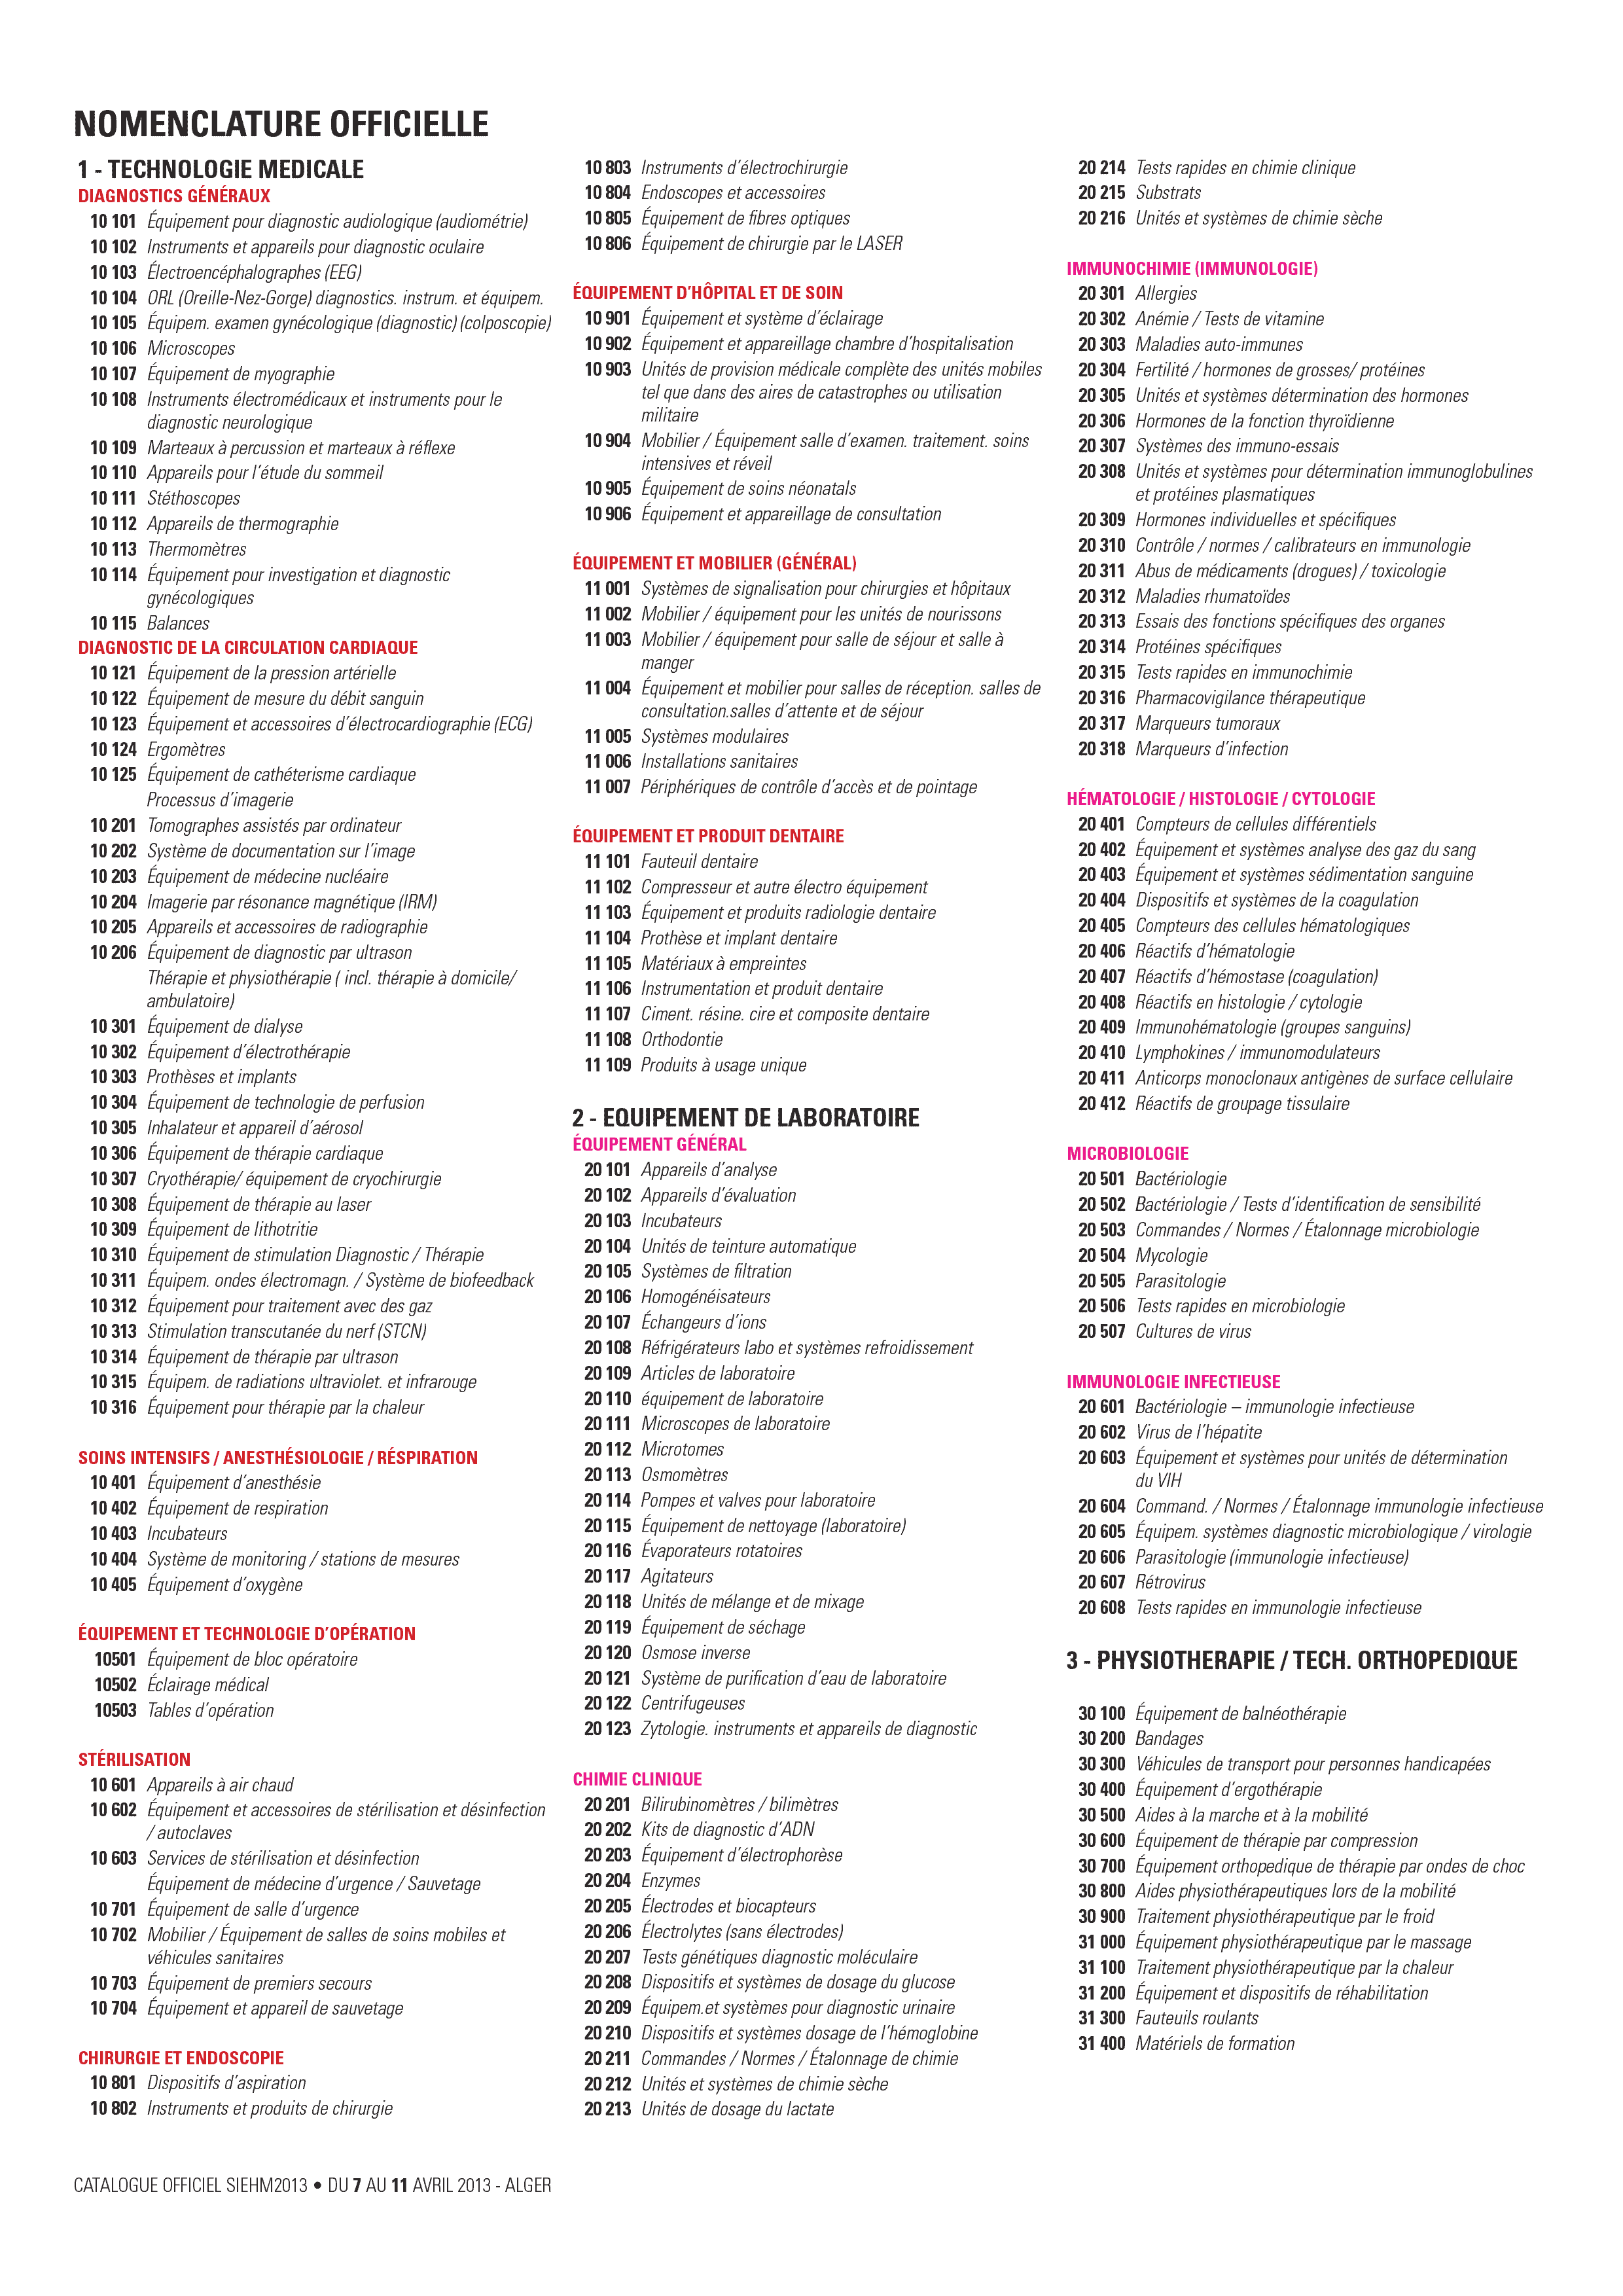 NOMENCLATURE OFFICIELLE
1 - TECHNOLOGIE MEDICALE
DIAGNOSTICS GÉNÉRAUX
10 101 Équipement pour diagnostic audiologique (audiométrie)
10 102 Instruments et appareils pour diagnostic oculaire
10 103 Électroencéphalographes (EEG)
10 104 ORL (Oreille-Nez-Gorge) diagnostics. instrum. et équipem.
10 105 Équipem. examen gynécologique (diagnostic) (colposcopie)
10 106 Microscopes
10 107 Équipement de myographie
10 108 Instruments électromédicaux et instruments pour le
diagnostic neurologique
10 109 Marteaux à percussion et marteaux à réflexe
10 110 Appareils pour l'étude du sommeil
10 111 Stéthoscopes
10 112 Appareils de thermographie
10 113 Thermomètres
10 114 Équipement pour investigation et diagnostic
gynécologiques
10 115 Balances
DIAGNOSTIC DE LA CIRCULATION CARDIAQUE
10 121 Équipement de la pression artérielle
10 122 Équipement de mesure du débit sanguin
10 123 Équipement et accessoires d'électrocardiographie (ECG)
10 124 Ergomètres
10 125 Équipement de cathéterisme cardiaque
Processus d'imagerie
10 201 Tomographes assistés par ordinateur
10 202 Système de documentation sur l'image
10 203 Équipement de médecine nucléaire
10 204 Imagerie par résonance magnétique (IRM)
10 205 Appareils et accessoires de radiographie
10 206 Équipement de diagnostic par ultrason
Thérapie et physiothérapie ( incl. thérapie à domicile/
ambulatoire)
10 301 Équipement de dialyse
10 302 Équipement d'électrothérapie
10 303 Prothèses et implants
10 304 Équipement de technologie de perfusion
10 305 Inhalateur et appareil d'aérosol
10 306 Équipement de thérapie cardiaque
10 307 Cryothérapie/ équipement de cryochirurgie
10 308 Équipement de thérapie au laser
10 309 Équipement de lithotritie
10 310 Équipement de stimulation Diagnostic / Thérapie
10 311 Équipem. ondes électromagn. / Système de biofeedback
10 312 Équipement pour traitement avec des gaz
10 313 Stimulation transcutanée du nerf (STCN)
10 314 Équipement de thérapie par ultrason
10 315 Équipem. de radiations ultraviolet. et infrarouge
10 316 Équipement pour thérapie par la chaleur
SOINS INTENSIFS / ANESTHÉSIOLOGIE / RÉSPIRATION
10 401 Équipement d'anesthésie
10 402 Équipement de respiration
10 403 Incubateurs
10 404 Système de monitoring / stations de mesures
10 405 Équipement d'oxygène
ÉQUIPEMENT ET TECHNOLOGIE D'OPÉRATION
10501 Équipement de bloc opératoire
10502 Éclairage médical
10503 Tables d'opération
STÉRILISATION
10 601 Appareils à air chaud
10 602 Équipement et accessoires de stérilisation et désinfection
/ autoclaves
10 603 Services de stérilisation et désinfection
Équipement de médecine d'urgence / Sauvetage
10 701 Équipement de salle d'urgence
10 702 Mobilier / Équipement de salles de soins mobiles et
véhicules sanitaires
10 703 Équipement de premiers secours
10 704 Équipement et appareil de sauvetage
CHIRURGIE ET ENDOSCOPIE
10 801 Dispositifs d'aspiration
10 802 Instruments et produits de chirurgie
10 803 Instruments d'électrochirurgie
10 804 Endoscopes et accessoires
10 805 Équipement de fibres optiques
10 806 Équipement de chirurgie par le LASER
ÉQUIPEMENT D'HÔPITAL ET DE SOIN
10 901 Équipement et système d'éclairage
10 902 Équipement et appareillage chambre d'hospitalisation
10 903 Unités de provision médicale complète des unités mobiles
tel que dans des aires de catastrophes ou utilisation
militaire
10 904 Mobilier / Équipement salle d'examen. traitement. soins
intensives et réveil
10 905 Équipement de soins néonatals
10 906 Équipement et appareillage de consultation
ÉQUIPEMENT ET MOBILIER (GÉNÉRAL)
11 001 Systèmes de signalisation pour chirurgies et hôpitaux
11 002 Mobilier / équipement pour les unités de nourissons
11 003 Mobilier / équipement pour salle de séjour et salle à
manger
11 004 Équipement et mobilier pour salles de réception. salles de
consultation.salles d'attente et de séjour
11 005 Systèmes modulaires
11 006 Installations sanitaires
11 007 Périphériques de contrôle d'accès et de pointage
ÉQUIPEMENT ET PRODUIT DENTAIRE
11 101 Fauteuil dentaire
11 102 Compresseur et autre électro équipement
11 103 Équipement et produits radiologie dentaire
11 104 Prothèse et implant dentaire
11 105 Matériaux à empreintes
11 106 Instrumentation et produit dentaire
11 107 Ciment. résine. cire et composite dentaire
11 108 Orthodontie
11 109 Produits à usage unique
2 - EQUIPEMENT DE LABORATOIRE
ÉQUIPEMENT GÉNÉRAL
20 101 Appareils d'analyse
20 102 Appareils d'évaluation
20 103 Incubateurs
20 104 Unités de teinture automatique
20 105 Systèmes de filtration
20 106 Homogénéisateurs
20 107 Échangeurs d'ions
20 108 Réfrigérateurs labo et systèmes refroidissement
20 109 Articles de laboratoire
20 110 équipement de laboratoire
20 111 Microscopes de laboratoire
20 112 Microtomes
20 113 Osmomètres
20 114 Pompes et valves pour laboratoire
20 115 Équipement de nettoyage (laboratoire)
20 116 Évaporateurs rotatoires
20 117 Agitateurs
20 118 Unités de mélange et de mixage
20 119 Équipement de séchage
20 120 Osmose inverse
20 121 Système de purification d'eau de laboratoire
20 122 Centrifugeuses
20 123 Zytologie. instruments et appareils de diagnostic
CHIMIE CLINIQUE
20 201 Bilirubinomètres / bilimètres
20 202 Kits de diagnostic d'ADN
20 203 Équipement d'électrophorèse
20 204 Enzymes
20 205 Électrodes et biocapteurs
20 206 Électrolytes (sans électrodes)
20 207 Tests génétiques diagnostic moléculaire
20 208 Dispositifs et systèmes de dosage du glucose
20 209 Équipem.et systèmes pour diagnostic urinaire
20 210 Dispositifs et systèmes dosage de l'hémoglobine
20 211 Commandes / Normes / Étalonnage de chimie
20 212 Unités et systèmes de chimie sèche
20 213 Unités de dosage du lactate
20 214 Tests rapides en chimie clinique
20 215 Substrats
20 216 Unités et systèmes de chimie sèche
IMMUNOCHIMIE (IMMUNOLOGIE)
20 301 Allergies
20 302 Anémie / Tests de vitamine
20 303 Maladies auto-immunes
20 304 Fertilité / hormones de grosses/ protéines
20 305 Unités et systèmes détermination des hormones
20 306 Hormones de la fonction thyroïdienne
20 307 Systèmes des immuno-essais
20 308 Unités et systèmes pour détermination immunoglobulines
et protéines plasmatiques
20 309 Hormones individuelles et spécifiques
20 310 Contrôle / normes / calibrateurs en immunologie
20 311 Abus de médicaments (drogues) / toxicologie
20 312 Maladies rhumatoïdes
20 313 Essais des fonctions spécifiques des organes
20 314 Protéines spécifiques
20 315 Tests rapides en immunochimie
20 316 Pharmacovigilance thérapeutique
20 317 Marqueurs tumoraux
20 318 Marqueurs d'infection
HÉMATOLOGIE / HISTOLOGIE / CYTOLOGIE
20 401 Compteurs de cellules différentiels
20 402 Équipement et systèmes analyse des gaz du sang
20 403 Équipement et systèmes sédimentation sanguine
20 404 Dispositifs et systèmes de la coagulation
20 405 Compteurs des cellules hématologiques
20 406 Réactifs d'hématologie
20 407 Réactifs d'hémostase (coagulation)
20 408 Réactifs en histologie / cytologie
20 409 Immunohématologie (groupes sanguins)
20 410 Lymphokines / immunomodulateurs
20 411 Anticorps monoclonaux antigènes de surface cellulaire
20 412 Réactifs de groupage tissulaire
MICROBIOLOGIE
20 501 Bactériologie
20 502 Bactériologie / Tests d'identification de sensibilité
20 503 Commandes / Normes / Étalonnage microbiologie
20 504 Mycologie
20 505 Parasitologie
20 506 Tests rapides en microbiologie
20 507 Cultures de virus
IMMUNOLOGIE INFECTIEUSE
20 601 Bactériologie – immunologie infectieuse
20 602 Virus de l'hépatite
20 603 Équipement et systèmes pour unités de détermination
du VIH
20 604 Command. / Normes / Étalonnage immunologie infectieuse
20 605 Équipem. systèmes diagnostic microbiologique / virologie
20 606 Parasitologie (immunologie infectieuse)
20 607 Rétrovirus
20 608 Tests rapides en immunologie infectieuse
3 - PHYSIOTHERAPIE / TECH. ORTHOPEDIQUE
30 100 Équipement de balnéothérapie
30 200 Bandages
30 300 Véhicules de transport pour personnes handicapées
30 400 Équipement d'ergothérapie
30 500 Aides à la marche et à la mobilité
30 600 Équipement de thérapie par compression
30 700 Équipement orthopedique de thérapie par ondes de choc
30 800 Aides physiothérapeutiques lors de la mobilité
30 900 Traitement physiothérapeutique par le froid
31 000 Équipement physiothérapeutique par le massage
31 100 Traitement physiothérapeutique par la chaleur
31 200 Équipement et dispositifs de réhabilitation
31 300 Fauteuils roulants
31 400 Matériels de formation
CATALOGUE OFFICIEL SIEHM2013 • DU 7 AU 11 AVRIL 2013 - ALGER